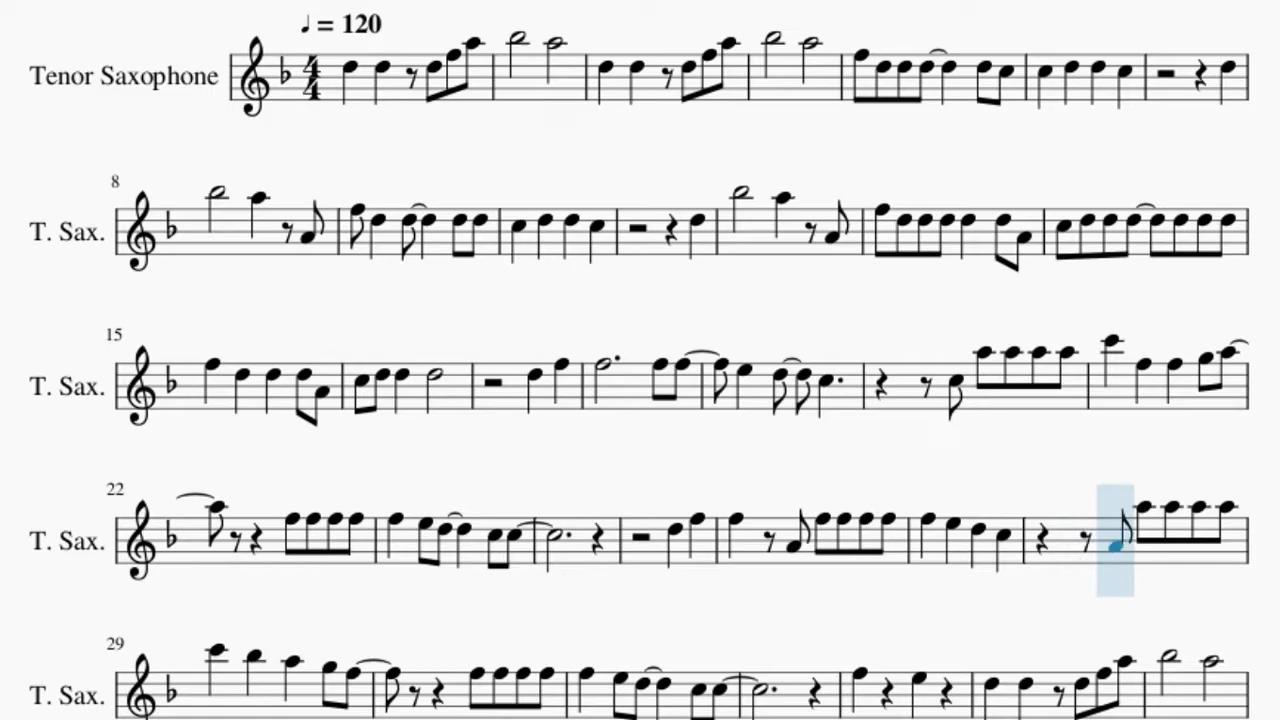 ♩ = 120
Tenor Saxophone
4
4
8
T. Sax.
15
T. Sax.
22
T. Sax.
29
T. Sax.